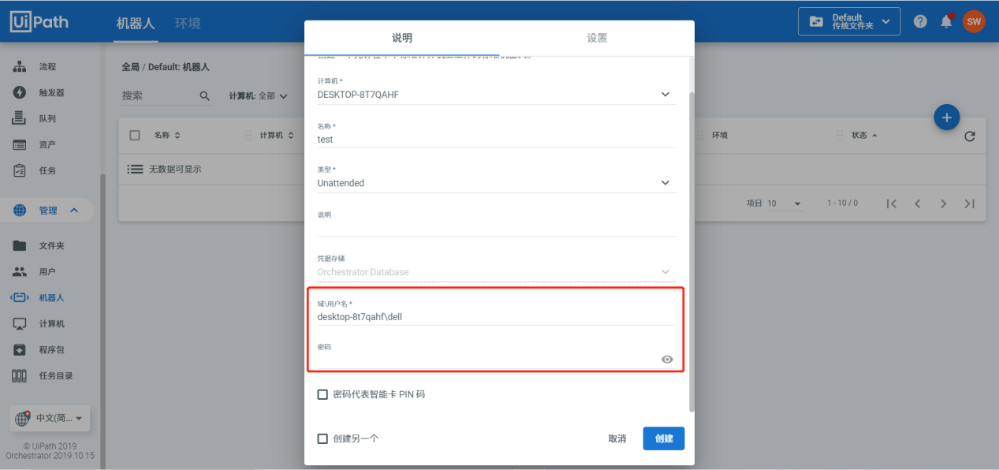 UiPath
机器人
环境
Default
传统文件夹
SW
流程
触发器
队列
资产
任务
管理
文件夹
用户
机器人
计算机
程序包
任务目录
中文(简...
© UiPath 2019
Orchestrator 2019.10.15
全局 / Default: 机器人
搜索
计算机: 全部
名称
计算机
环境
状态
无数据可显示
项目 10
1 - 10 / 0
说明
设置
计算机 *
DESKTOP-8T7QAHF
名称 *
test
类型 *
Unattended
说明
凭据存储
Orchestrator Database
域\用户名 *
desktop-8t7qahf\dell
密码
密码代表智能卡 PIN 码
创建另一个
取消
创建